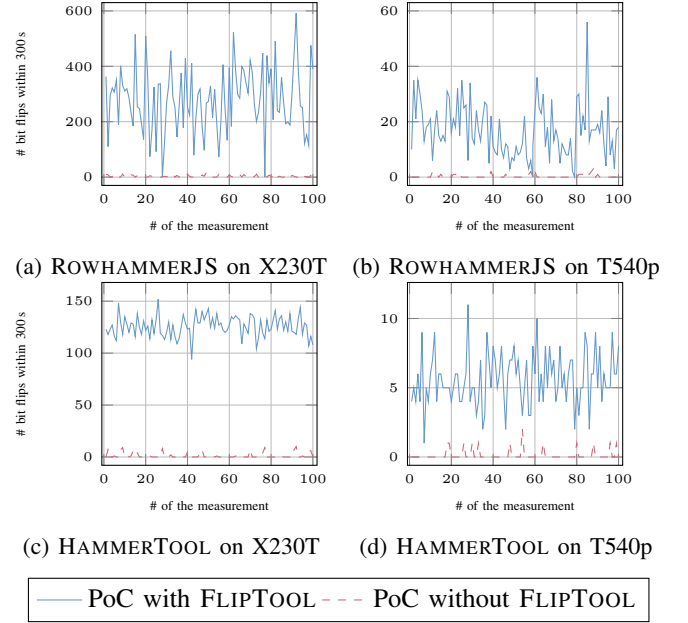 600
400
200
0
# bit flips within 300 s
0 20 40 60 80 100
# of the measurement
(a) ROWHAMMERJS on X230T
60
40
20
0
0 20 40 60 80 100
# of the measurement
(b) ROWHAMMERJS on T540p
150
100
50
0
# bit flips within 300 s
0 20 40 60 80 100
# of the measurement
(c) HAMMERTOOL on X230T
10
5
0
0 20 40 60 80 100
# of the measurement
(d) HAMMERTOOL on T540p
PoC with FLIPTOOL PoC without FLIPTOOL